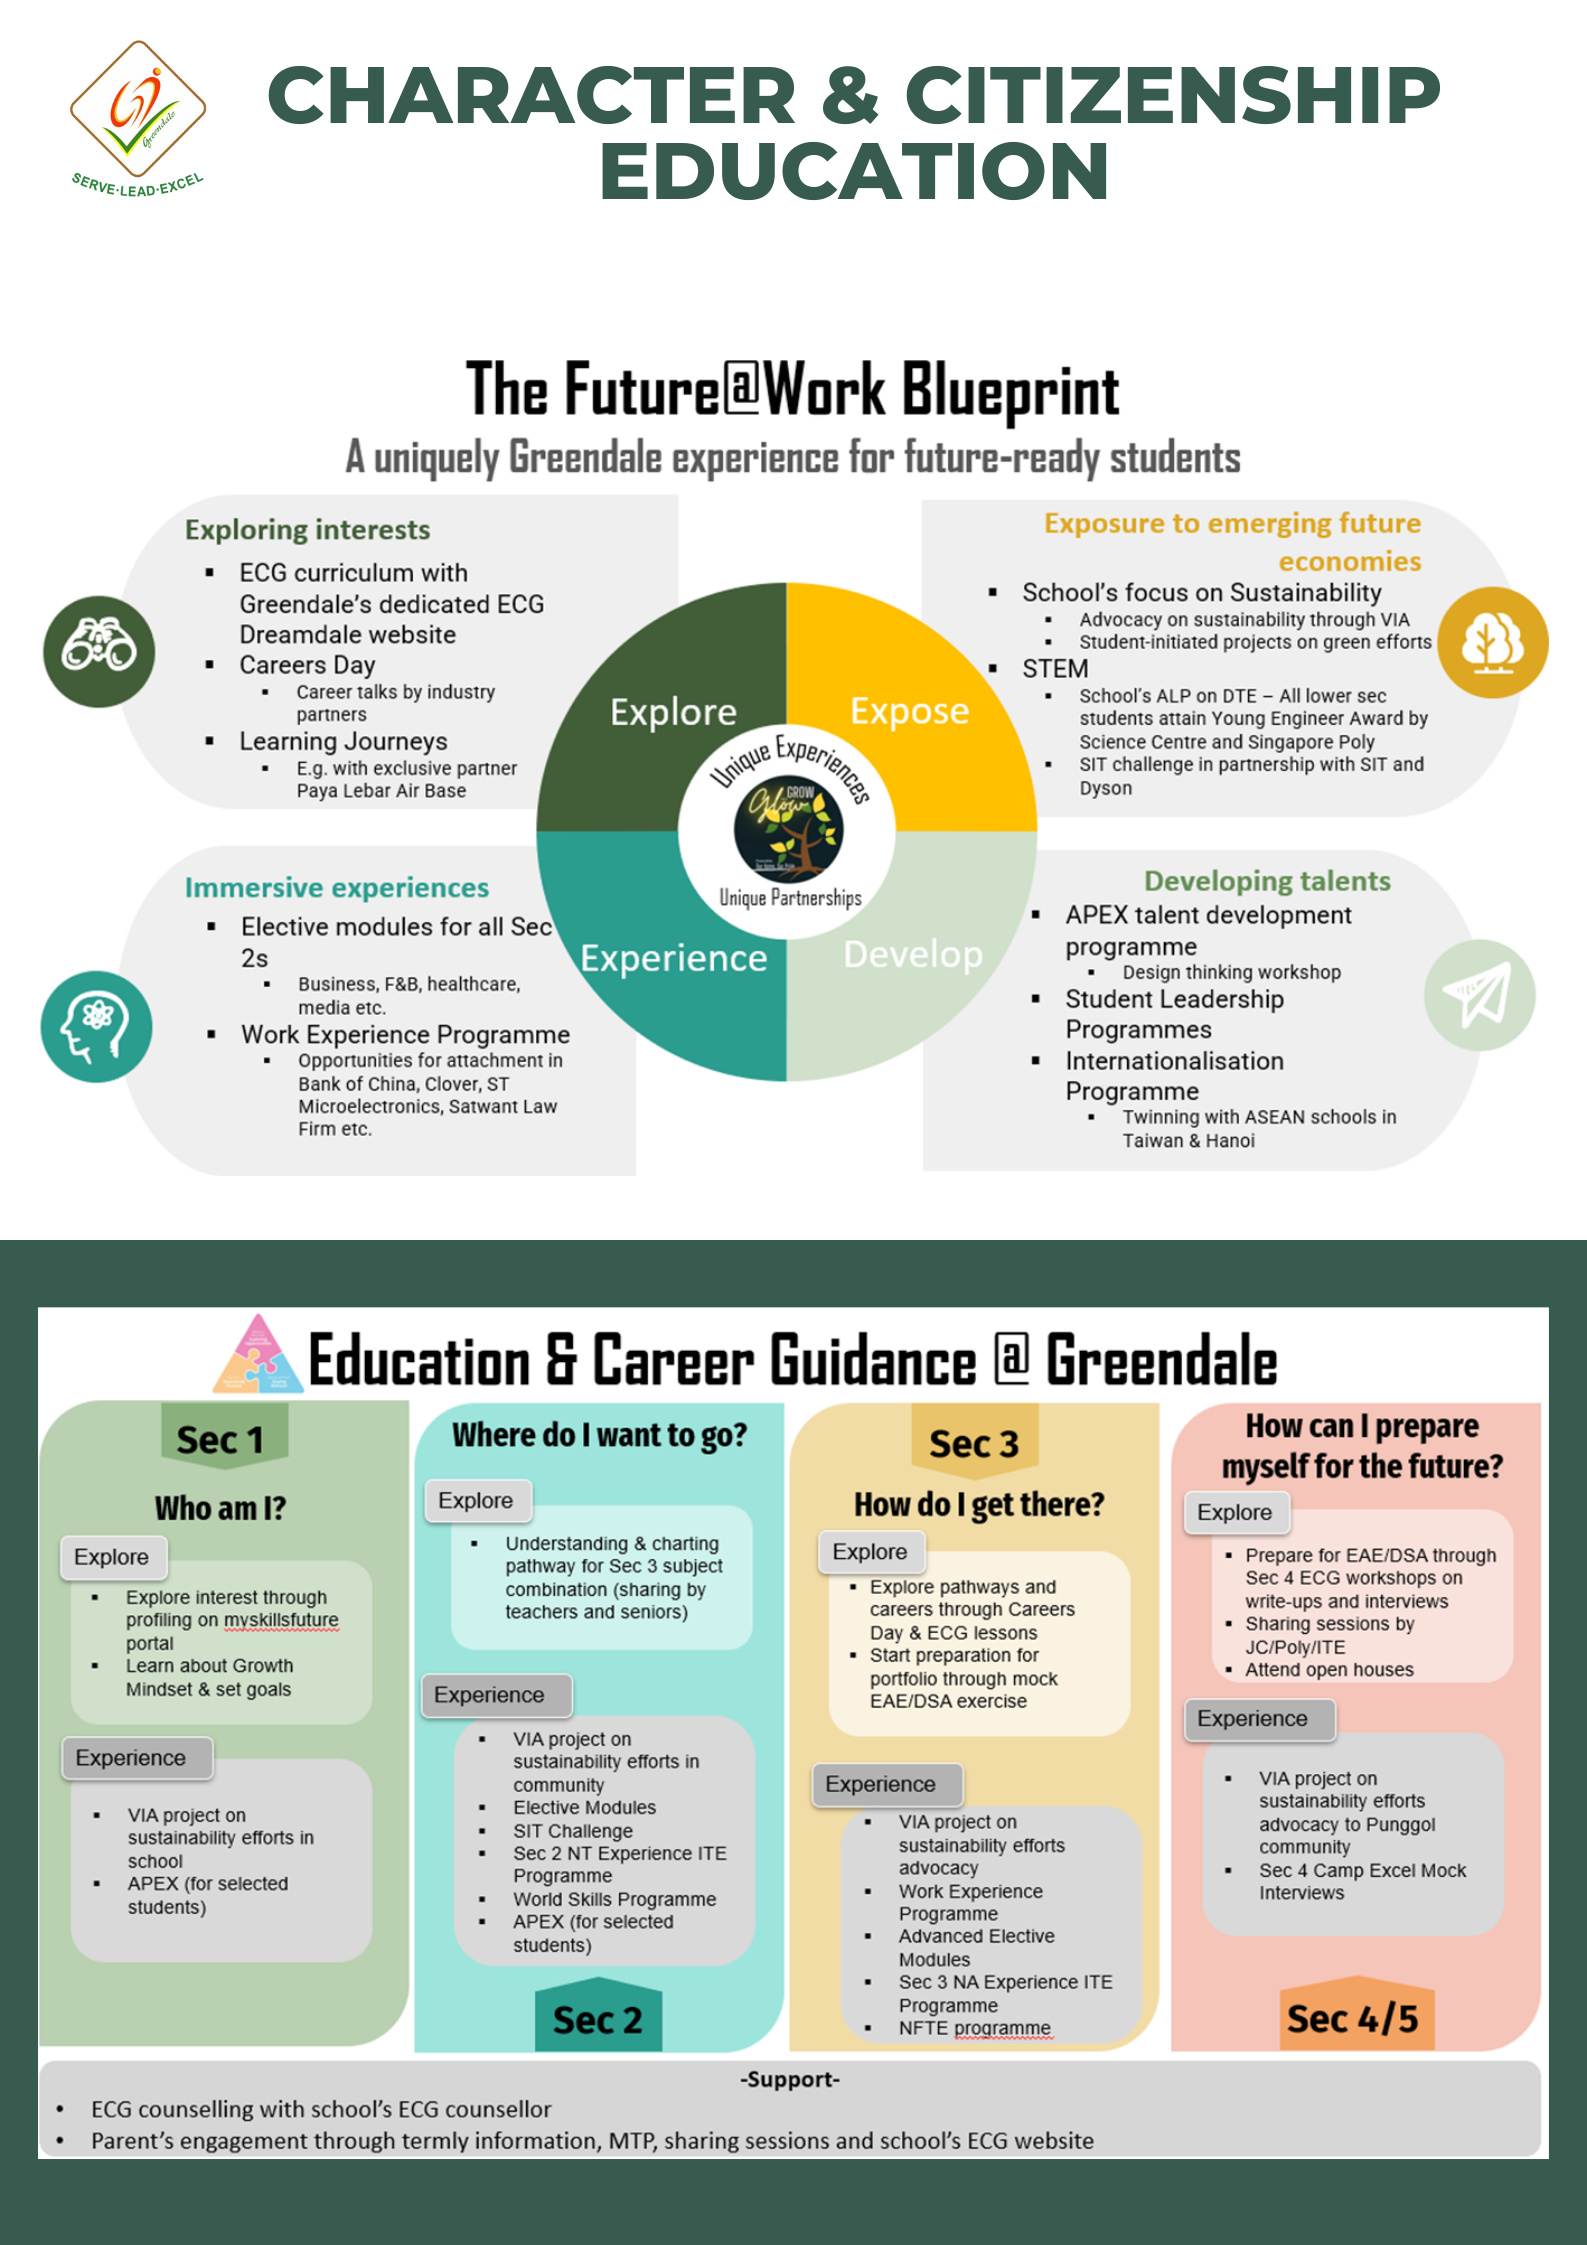 Greendale
SERVE·LEAD·EXCEL
CHARACTER & CITIZENSHIP
EDUCATION
The Future@Work Blueprint
A uniquely Greendale experience for future-ready students
Exploring interests
▪ ECG curriculum with
Greendale's dedicated ECG
Dreamdale website
▪ Careers Day
▪ Career talks by industry
partners
▪ Learning Journeys
▪ E.g. with exclusive partner
Paya Lebar Air Base
Exposure to emerging future
economies
▪ School's focus on Sustainability
▪ Advocacy on sustainability through VIA
▪ Student-initiated projects on green efforts
▪ STEM
▪ School's ALP on DTE – All lower sec
students attain Young Engineer Award by
Science Centre and Singapore Poly
▪ SIT challenge in partnership with SIT and
Dyson
Explore
Expose
Unique Experiences
GROW
Glow
Unique Partnerships
Experience
Develop
Immersive experiences
▪ Elective modules for all Sec
2s
▪ Business, F&B, healthcare,
media etc.
▪ Work Experience Programme
▪ Opportunities for attachment in
Bank of China, Clover, ST
Microelectronics, Satwant Law
Firm etc.
Developing talents
▪ APEX talent development
programme
▪ Design thinking workshop
▪ Student Leadership
Programmes
▪ Internationalisation
Programme
▪ Twinning with ASEAN schools in
Taiwan & Hanoi
Education & Career Guidance @ Greendale
Sec 1
Who am I?
Explore
▪ Explore interest through
profiling on myskillsfuture
portal
▪ Learn about Growth
Mindset & set goals
Experience
▪ VIA project on
sustainability efforts in
school
▪ APEX (for selected
students)
Where do I want to go?
Explore
▪ Understanding & charting
pathway for Sec 3 subject
combination (sharing by
teachers and seniors)
Experience
▪ VIA project on
sustainability efforts in
community
▪ Elective Modules
▪ SIT Challenge
▪ Sec 2 NT Experience ITE
Programme
▪ World Skills Programme
▪ APEX (for selected
students)
Sec 2
Sec 3
How do I get there?
Explore
▪ Explore pathways and
careers through Careers
Day & ECG lessons
▪ Start preparation for
portfolio through mock
EAE/DSA exercise
Experience
▪ VIA project on
sustainability efforts
advocacy
▪ Work Experience
Programme
▪ Advanced Elective
Modules
▪ Sec 3 NA Experience ITE
Programme
▪ NFTE programme
How can I prepare
myself for the future?
Explore
▪ Prepare for EAE/DSA through
Sec 4 ECG workshops on
write-ups and interviews
▪ Sharing sessions by
JC/Poly/ITE
▪ Attend open houses
Experience
▪ VIA project on
sustainability efforts
advocacy to Punggol
community
▪ Sec 4 Camp Excel Mock
Interviews
Sec 4/5
-Support-
• ECG counselling with school's ECG counsellor
• Parent's engagement through termly information, MTP, sharing sessions and school's ECG website